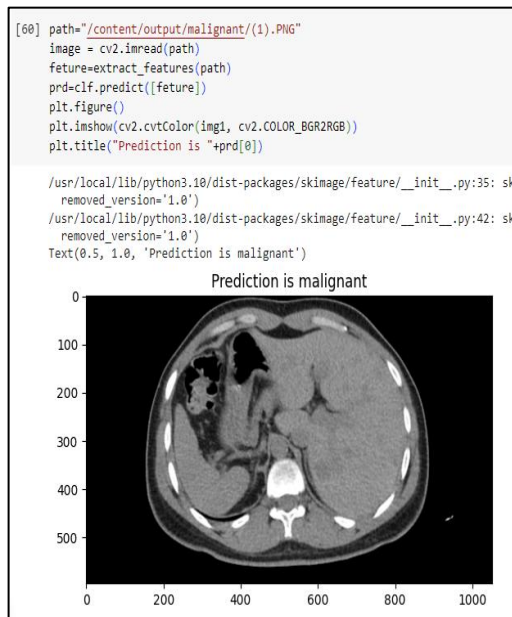 [60] path="/content/output/malignant/(1).PNG"
image = cv2.imread(path)
feture=extract_features(path)
prd=clf.predict([feture])
plt.figure()
plt.imshow(cv2.cvtColor(img1, cv2.COLOR_BGR2RGB))
plt.title("Prediction is "+prd[0])
/usr/local/lib/python3.10/dist-packages/skimage/feature/__init__.py:35: sk
removed_version='1.0')
/usr/local/lib/python3.10/dist-packages/skimage/feature/__init__.py:42: sk
removed_version='1.0')
Text(0.5, 1.0, 'Prediction is malignant')
Prediction is malignant
0
100
200
300
400
500
0 200 400 600 800 1000